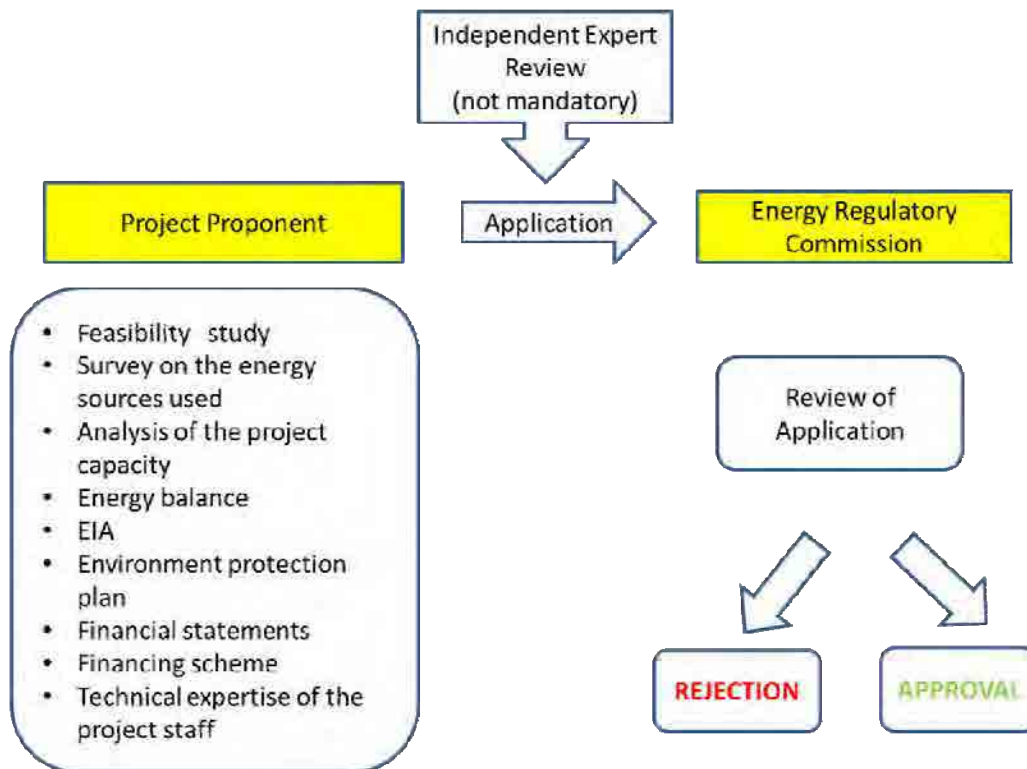 Independent Expert
Review
(not mandatory)
Project Proponent
Application
Energy Regulatory
Commission
• Feasibility study
• Survey on the energy
sources used
• Analysis of the project
capacity
• Energy balance
• EIA
• Environment protection
plan
• Financial statements
• Financing scheme
• Technical expertise of the
project staff
Review of
Application
REJECTION
APPROVAL